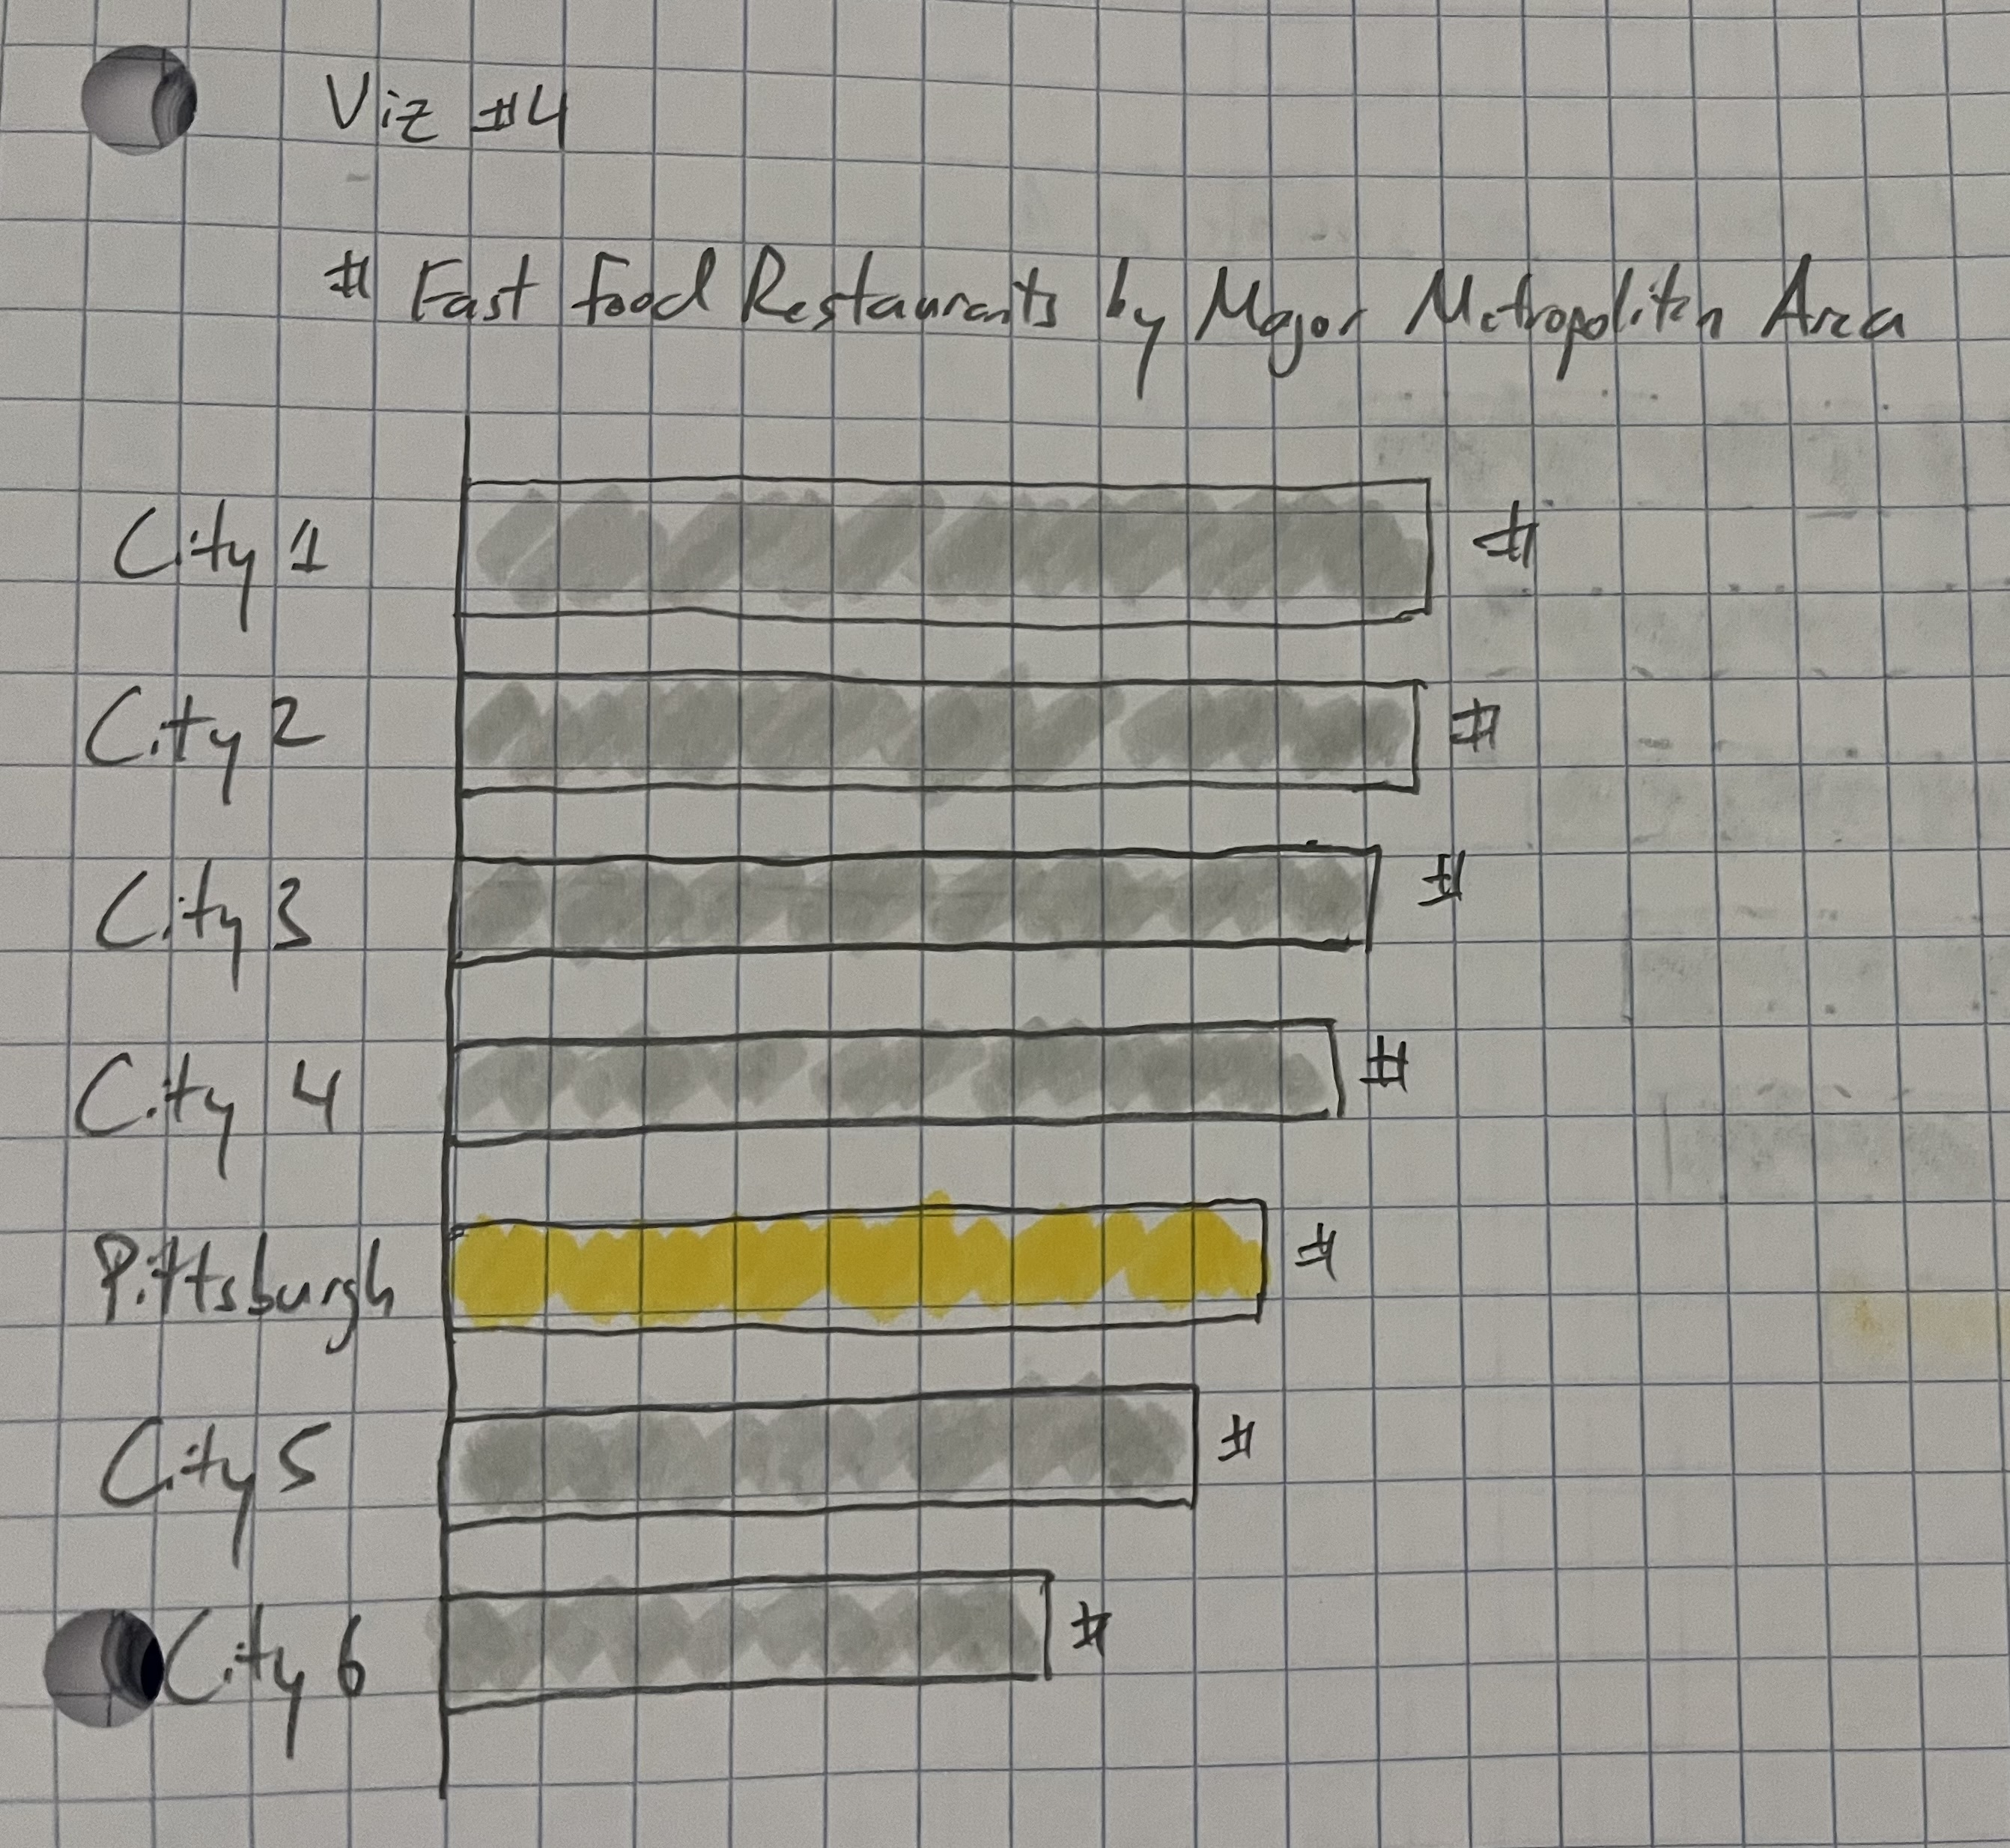 Viz #4
# Fast Food Restaurants by Major Metropolitan Area
City 1 #
City 2 #
City 3 #
City 4 #
Pittsburgh #
City 5 #
City 6 #